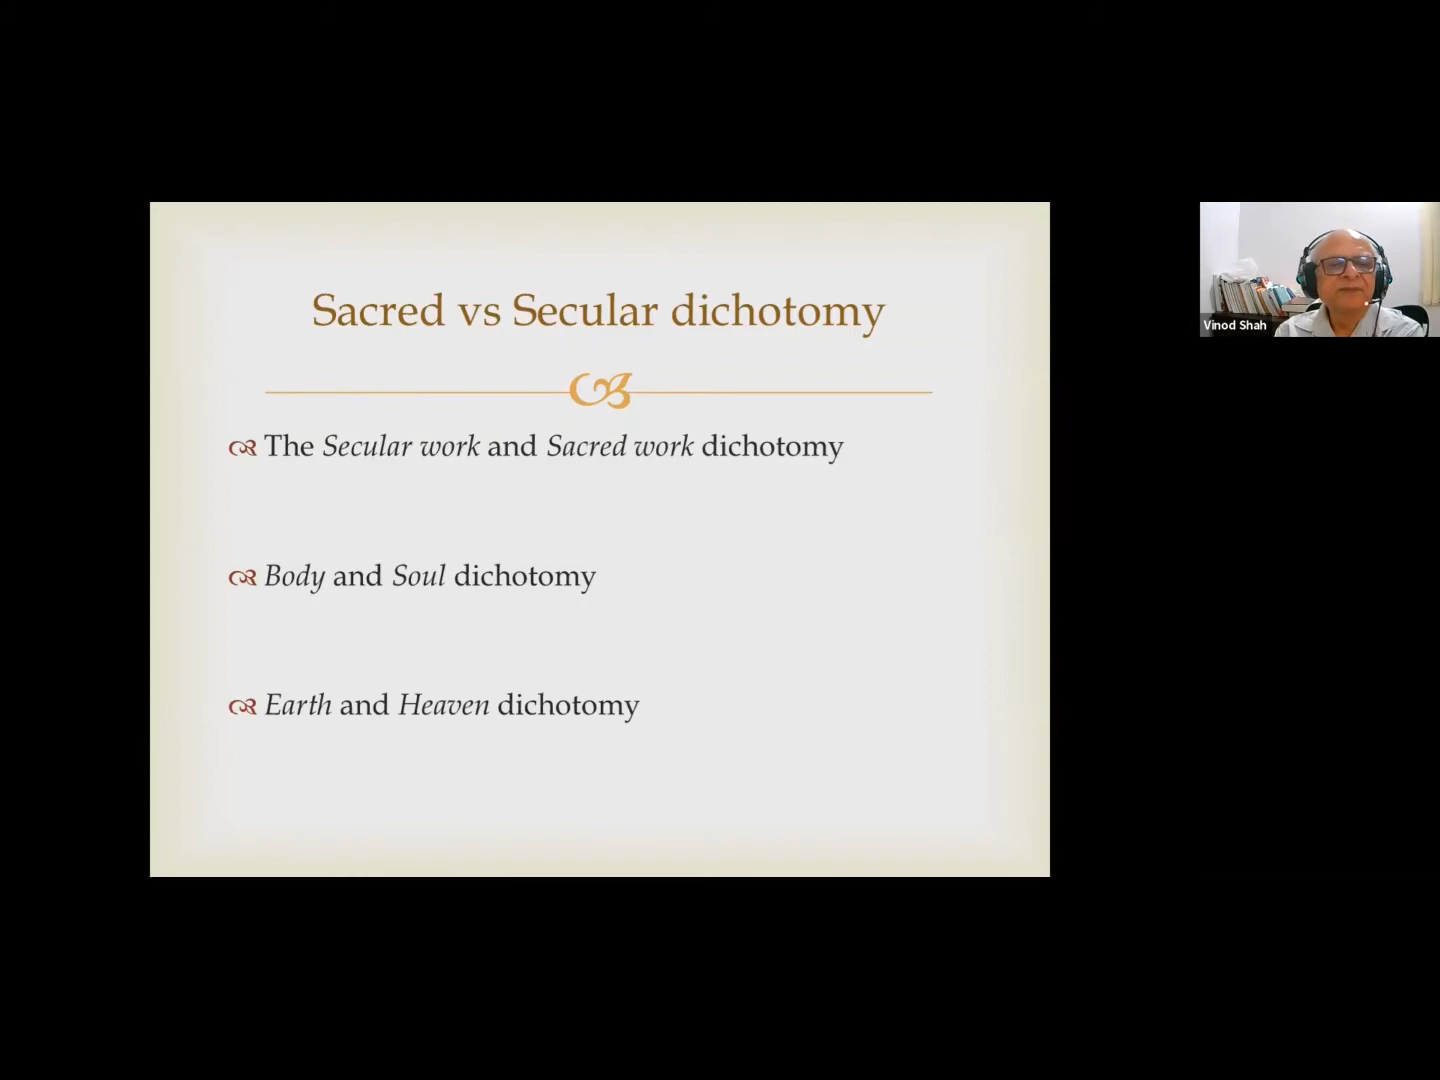 Sacred vs Secular dichotomy
The Secular work and Sacred work dichotomy
Body and Soul dichotomy
Earth and Heaven dichotomy
Vinod Shah